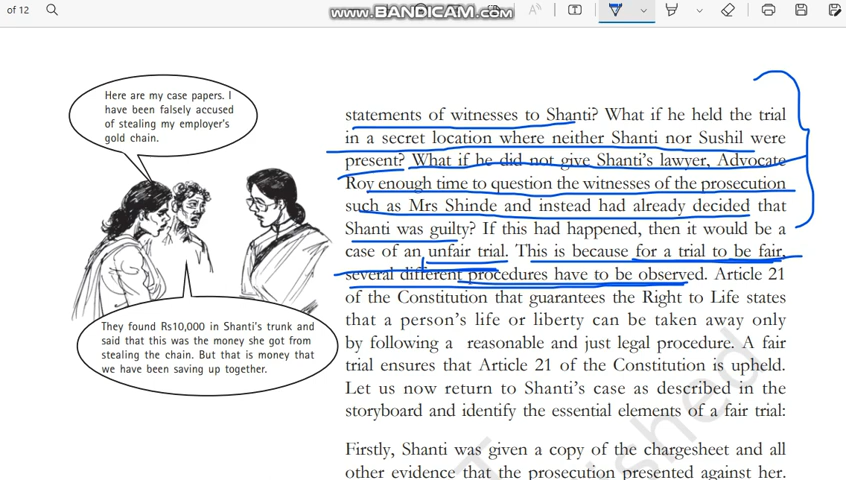 of 12
www.BANDICAM.com
Here are my case papers. I
have been falsely accused
of stealing my employer's
gold chain.
They found Rs10,000 in Shanti's trunk and
said that this was the money she got from
stealing the chain. But that is money that
we have been saving up together.
statements of witnesses to Shanti? What if he held the trial
in a secret location where neither Shanti nor Sushil were
present? What if he did not give Shanti's lawyer, Advocate
Roy enough time to question the witnesses of the prosecution
such as Mrs Shinde and instead had already decided that
Shanti was guilty? If this had happened, then it would be a
case of an unfair trial. This is because for a trial to be fair,
several different procedures have to be observed. Article 21
of the Constitution that guarantees the Right to Life states
that a person's life or liberty can be taken away only
by following a reasonable and just legal procedure. A fair
trial ensures that Article 21 of the Constitution is upheld.
Let us now return to Shanti's case as described in the
storyboard and identify the essential elements of a fair trial:
Firstly, Shanti was given a copy of the chargesheet and all
other evidence that the prosecution presented against her.